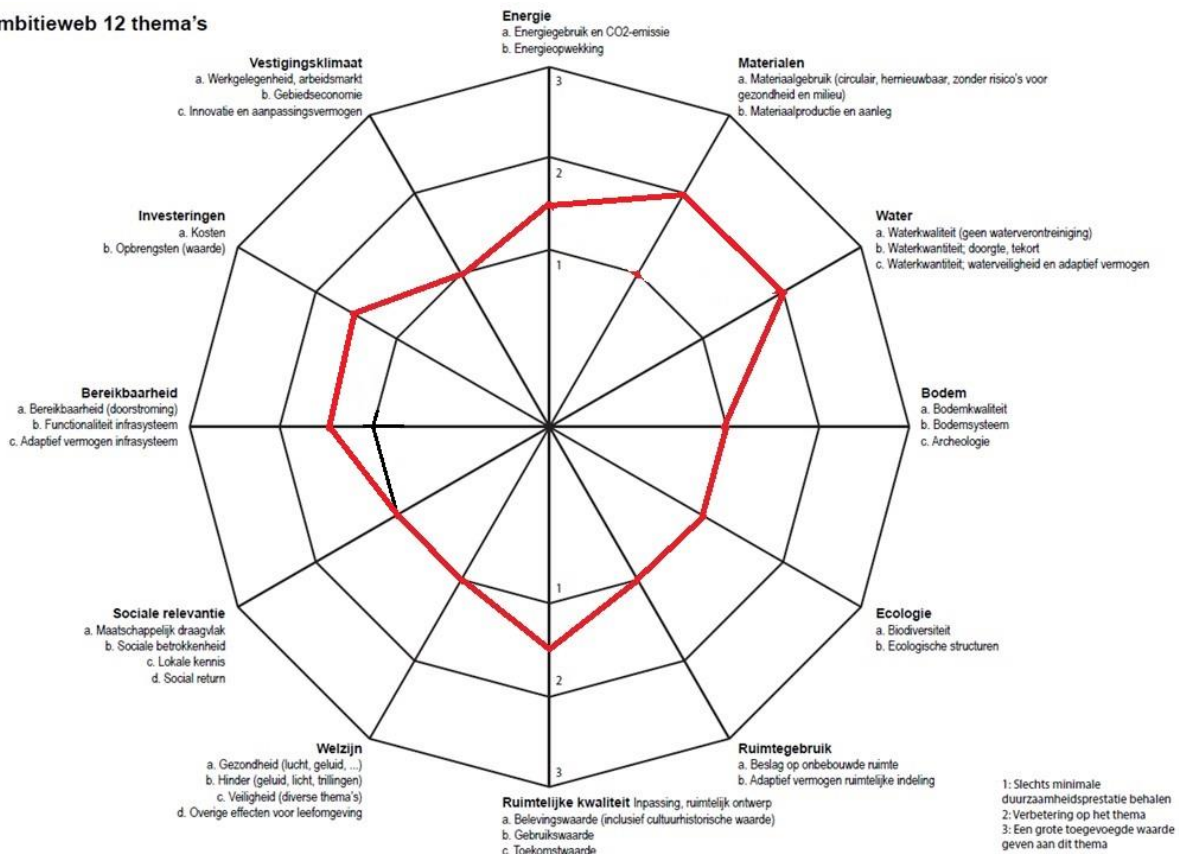 mbitieweb 12 thema's
Energie
a. Energiegebruik en CO2-emissie
b. Energieopwekking
Vestigingsklimaat
a. Werkgelegenheid, arbeidsmarkt
b. Gebiedseconomie
c. Innovatie en aanpassingsvermogen
Materialen
a. Materiaalgebruik (circulair, hernieuwbaar, zonder risico's voor
gezondheid en milieu)
b. Materiaalproductie en aanleg
3
2
1
Investeringen
a. Kosten
b. Opbrengsten (waarde)
Water
a. Waterkwaliteit (geen waterverontreiniging)
b. Waterkwantiteit; doorgte, tekort
c. Waterkwantiteit; waterveiligheid en adaptief vermogen
Bereikbaarheid
a. Bereikbaarheid (doorstroming)
b. Functionaliteit infrasysteem
c. Adaptief vermogen infrasysteem
Bodem
a. Bodemkwaliteit
b. Bodemsysteem
c. Archeologie
1
2
3
Sociale relevantie
a. Maatschappelijk draagvlak
b. Sociale betrokkenheid
c. Lokale kennis
d. Social return
Ecologie
a. Biodiversiteit
b. Ecologische structuren
Welzijn
a. Gezondheid (lucht, geluid, ...)
b. Hinder (geluid, licht, trillingen)
c. Veiligheid (diverse thema's)
d. Overige effecten voor leefomgeving
Ruimtegebruik
a. Beslag op onbebouwde ruimte
b. Adaptief vermogen ruimtelijke indeling
Ruimtelijke kwaliteit Inpassing, ruimtelijk ontwerp
a. Belevingswaarde (inclusief cultuurhistorische waarde)
b. Gebruikswaarde
c. Toekomstwaarde
1: Slechts minimale
duurzaamheidsprestatie behalen
2: Verbetering op het thema
3: Een grote toegevoegde waarde
geven aan dit thema